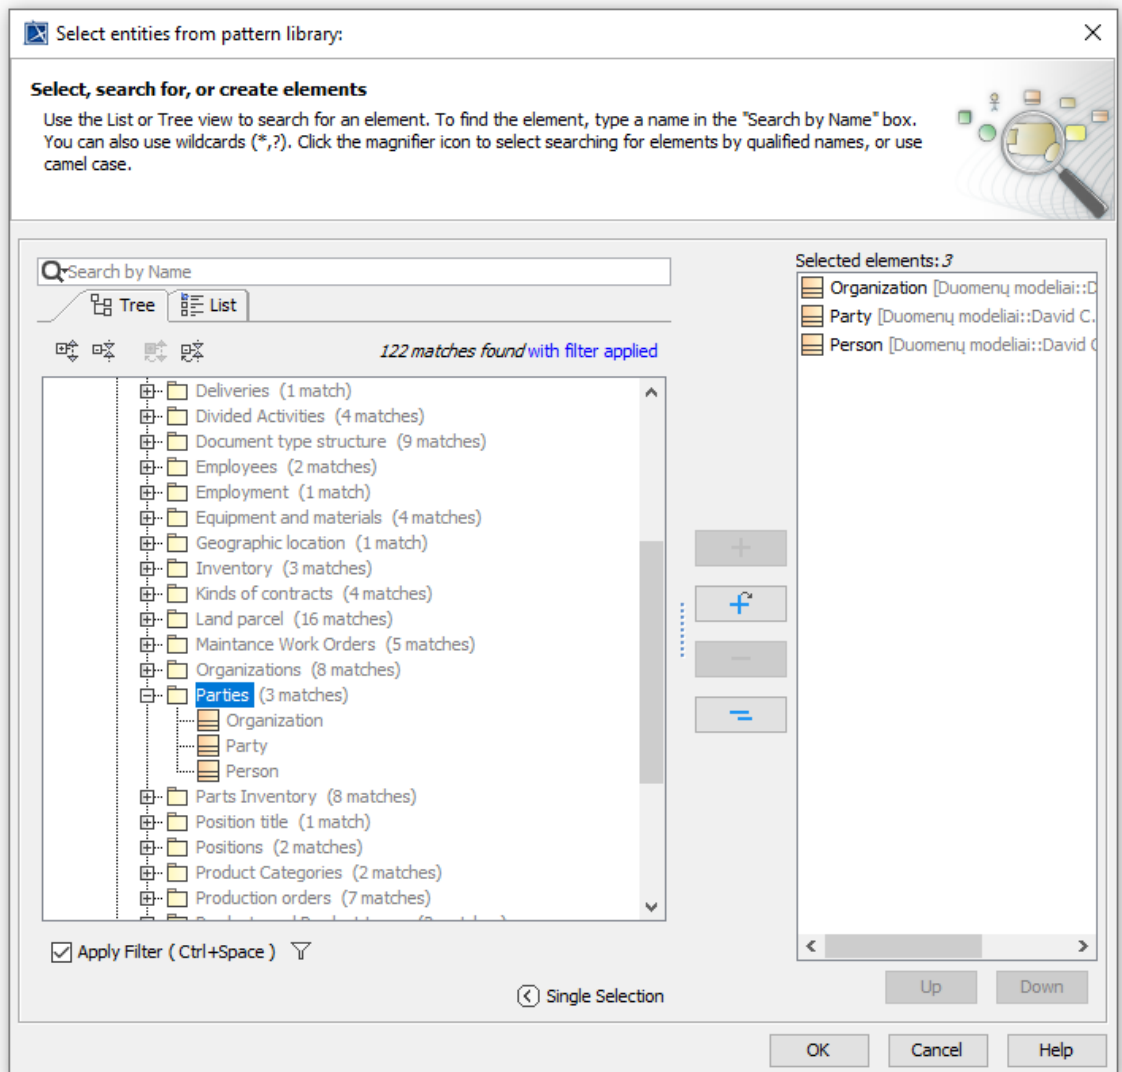 Select entities from pattern library:
Select, search for, or create elements
Use the List or Tree view to search for an element. To find the element, type a name in the "Search by Name" box.
You can also use wildcards (*,?). Click the magnifier icon to select searching for elements by qualified names, or use
camel case.
Search by Name
Tree
List
122 matches found with filter applied
Deliveries (1 match)
Divided Activities (4 matches)
Document type structure (9 matches)
Employees (2 matches)
Employment (1 match)
Equipment and materials (4 matches)
Geographic location (1 match)
Inventory (3 matches)
Kinds of contracts (4 matches)
Land parcel (16 matches)
Maintance Work Orders (5 matches)
Organizations (8 matches)
Parties (3 matches)
Organization
Party
Person
Parts Inventory (8 matches)
Position title (1 match)
Positions (2 matches)
Product Categories (2 matches)
Production orders (7 matches)
Apply Filter ( Ctrl+Space )
Single Selection
Selected elements: 3
Organization [Duomenų modeliai::D
Party [Duomenų modeliai::David C.
Person [Duomenų modeliai::David
Up
Down
OK
Cancel
Help